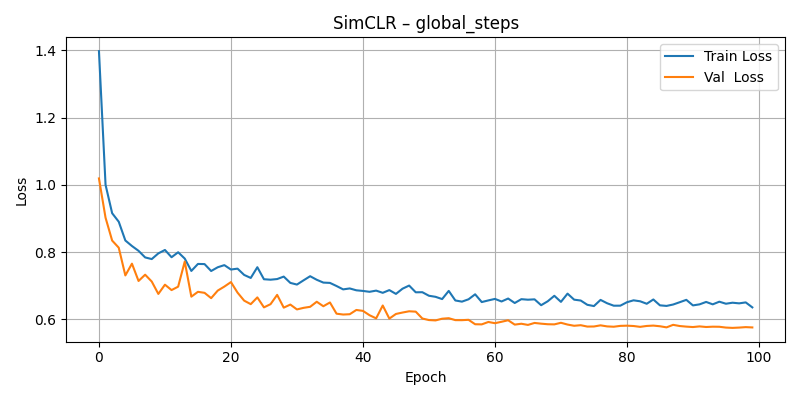 SimCLR – global_steps
Train Loss
Val  Loss
Loss
1.4
1.2
1.0
0.8
0.6
0 20 40 60 80 100
Epoch